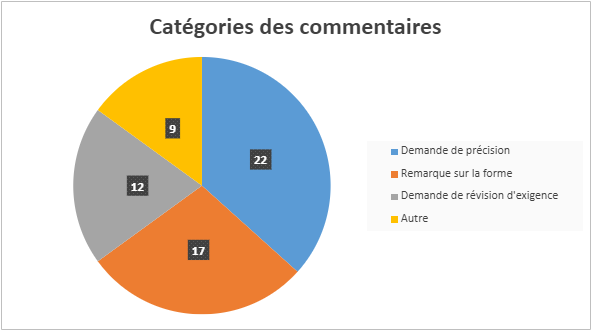 Catégories des commentaires
9
22
12
17
Demande de précision
Remarque sur la forme
Demande de révision d'exigence
Autre